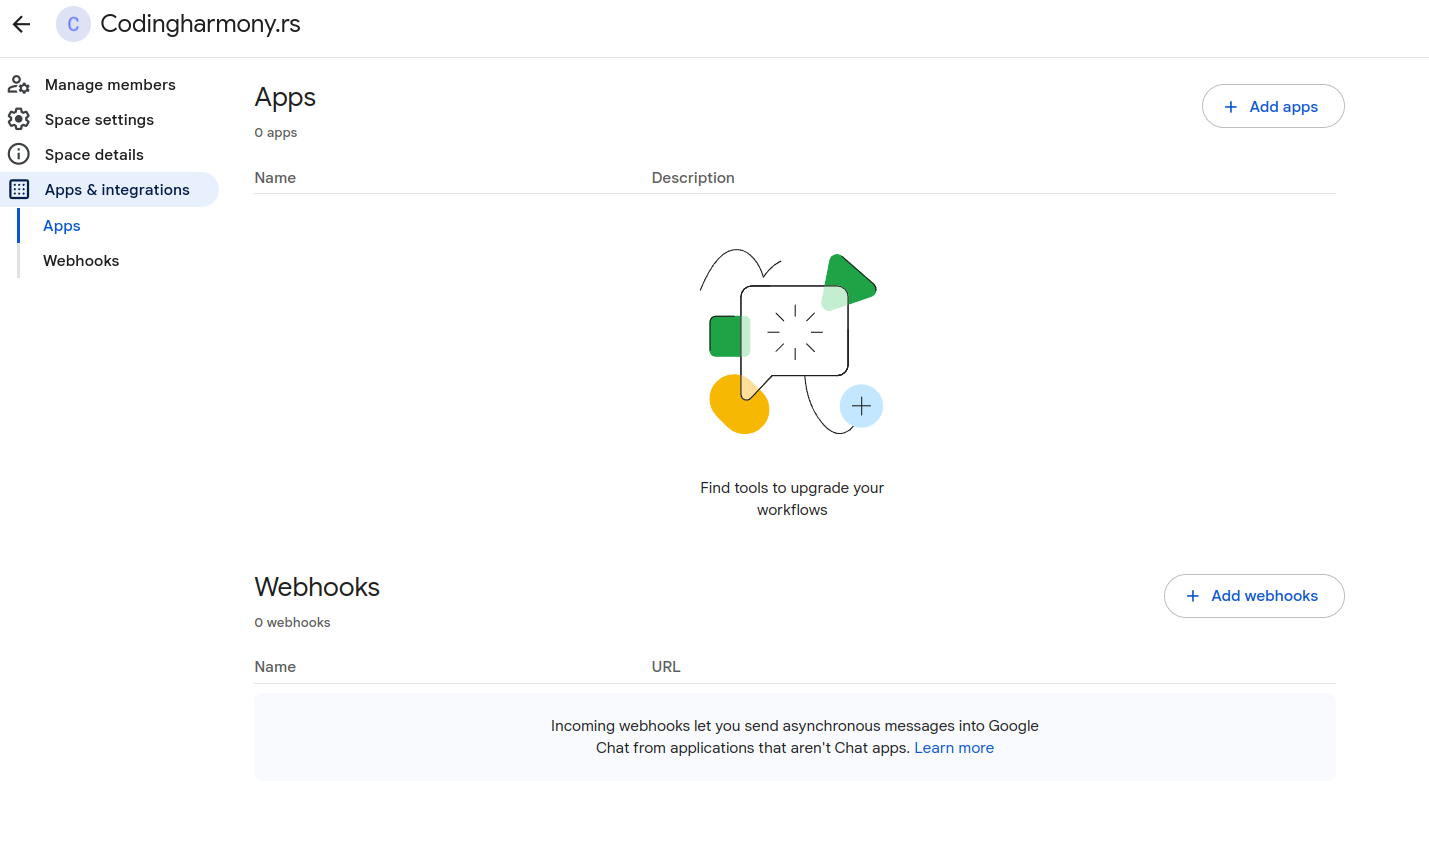 C Codingharmony.rs
Manage members
Space settings
Space details
Apps & integrations
Apps
Webhooks
Apps
+ Add apps
0 apps
Name Description
Find tools to upgrade your
workflows
Webhooks
+ Add webhooks
0 webhooks
Name URL
Incoming webhooks let you send asynchronous messages into Google
Chat from applications that aren't Chat apps. Learn more